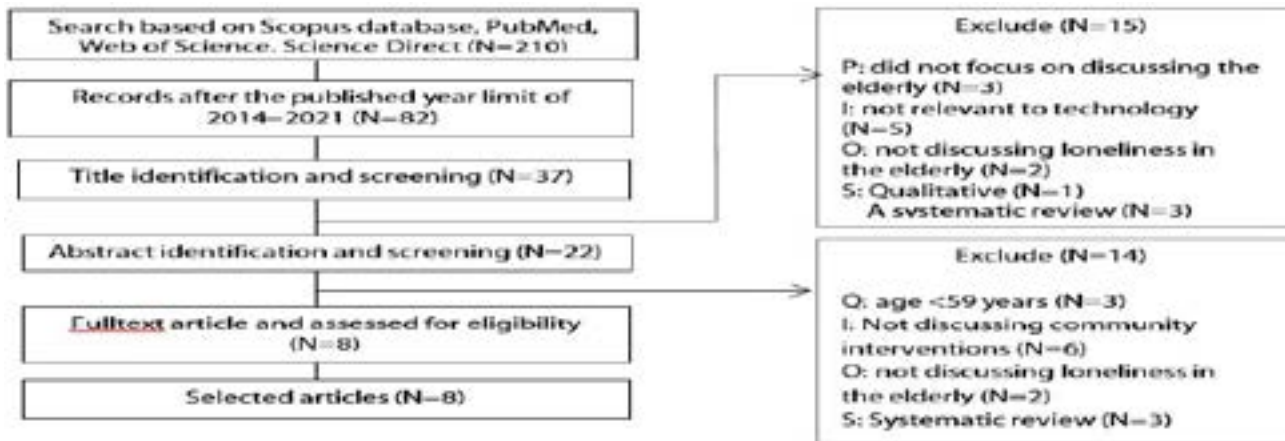 Search based on Scopus database, PubMed,
Web of Science. Science Direct (N=210)
Records after the published year limit of
2014–2021 (N=82)
Title identification and screening (N=37)
Abstract identification and screening (N=22)
Fulltext article and assessed for eligibility
(N=8)
Selected articles (N=8)
Exclude (N=15)
P: did not focus on discussing the
elderly (N=3)
I: not relevant to technology
(N=5)
O: not discussing loneliness in
the elderly (N=2)
S: Qualitative (N=1)
A systematic review (N=3)
Exclude (N=14)
O: age <59 years (N=3)
I. Not discussing community
interventions (N=6)
O: not discussing loneliness in
the elderly (N=2)
S: Systematic review (N=3)